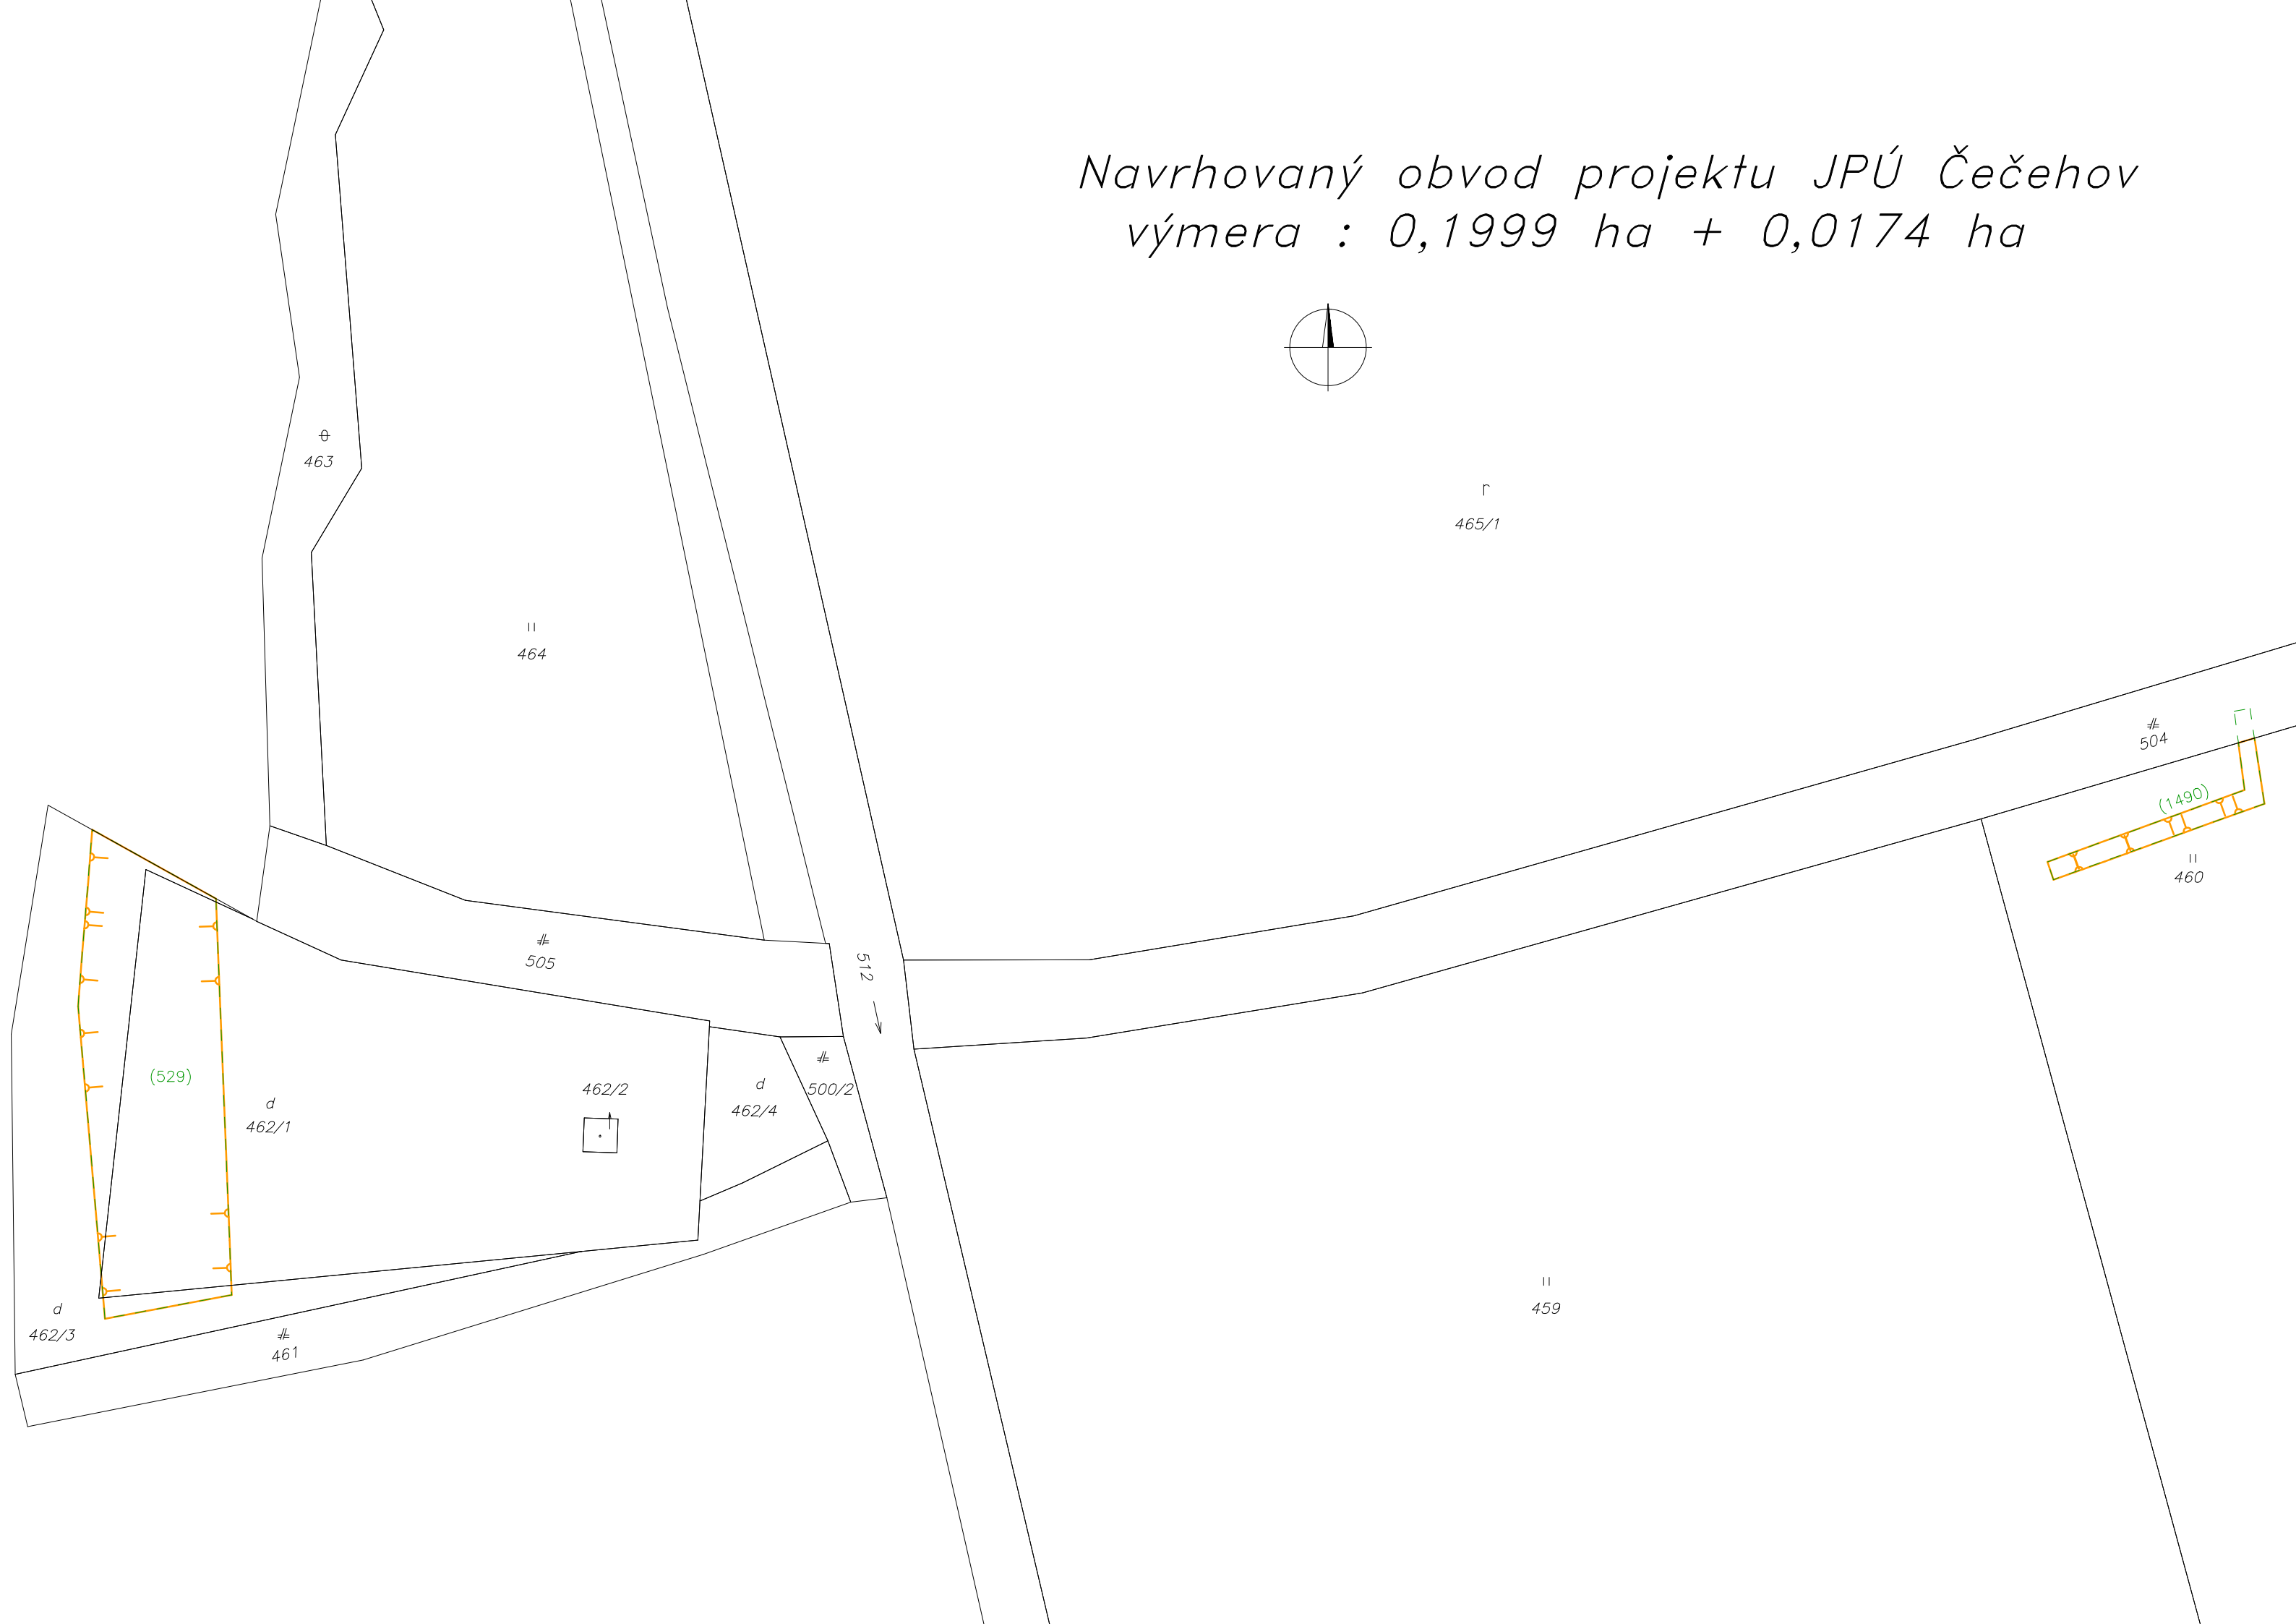 Navrhovaný obvod projektu JPÚ Čečehov
výmera : 0,1999 ha + 0,0174 ha
463
r
465/1
464
504
(1490)
460
505
512
(529)
d
462/1
462/2
d
462/4
500/2
d
462/3
461
459